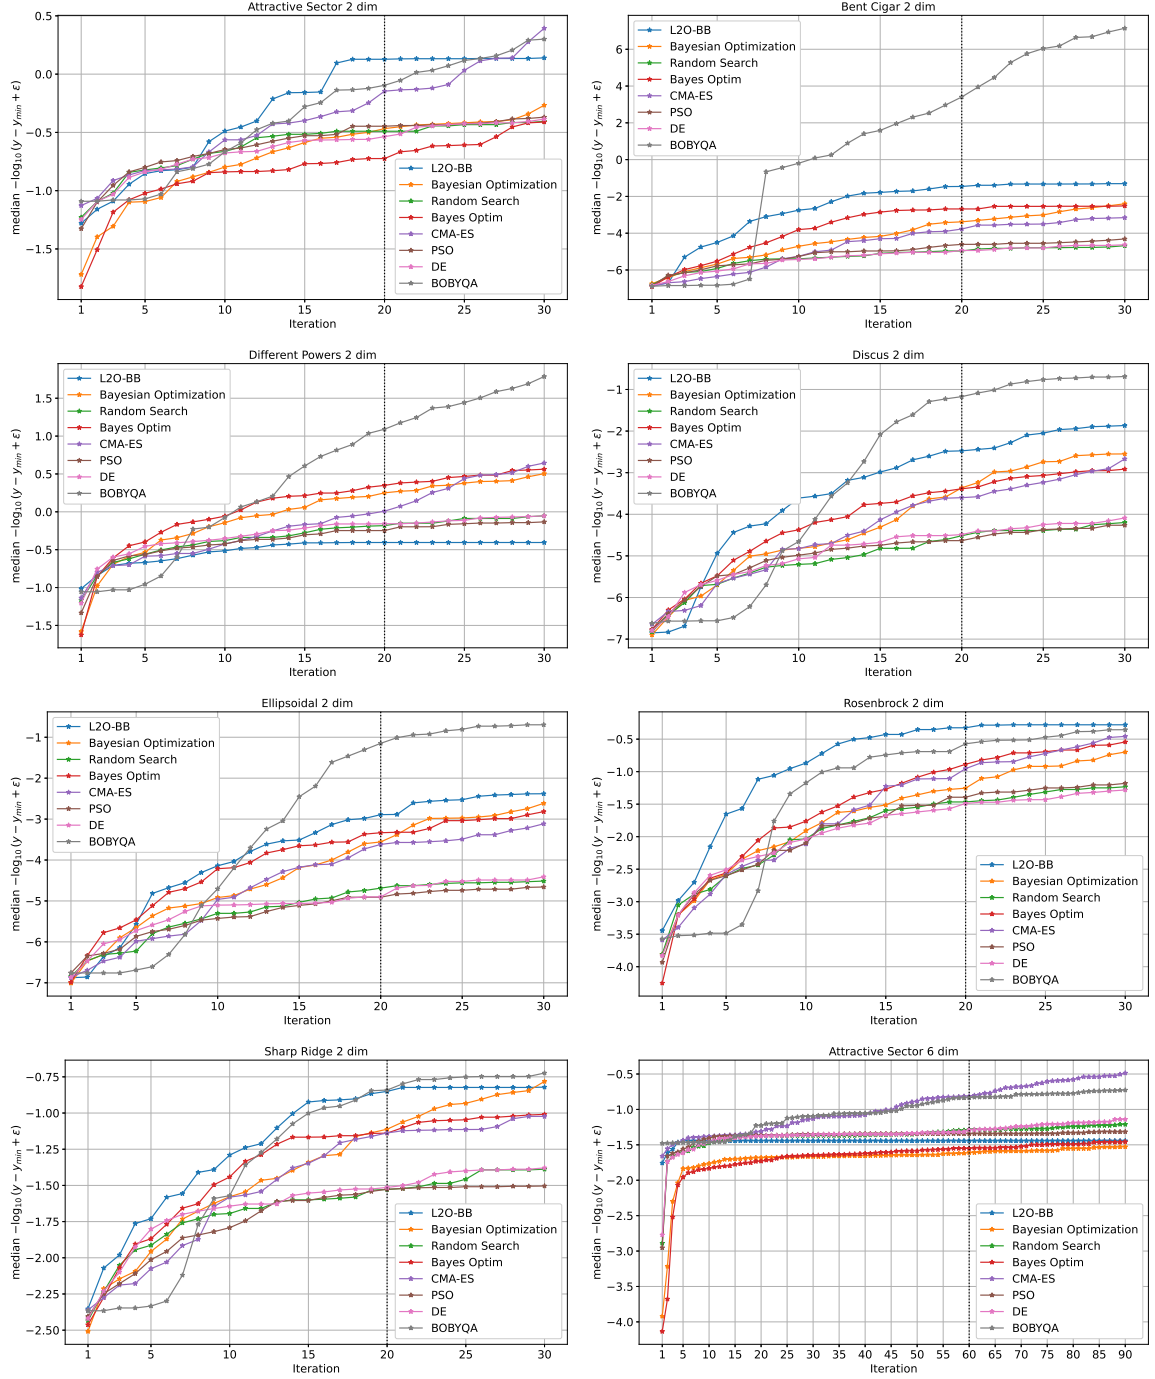 Attractive Sector 2 dim
median −log₁₀ (y − yₘᵢₙ + ε)
0.5
0.0
−0.5
−1.0
−1.5
L2O-BB
Bayesian Optimization
Random Search
Bayes Optim
CMA-ES
PSO
DE
BOBYQA
1 5 10 15 20 25 30
Iteration
Bent Cigar 2 dim
median −log₁₀ (y − yₘᵢₙ + ε)
6
4
2
0
−2
−4
−6
L2O-BB
Bayesian Optimization
Random Search
Bayes Optim
CMA-ES
PSO
DE
BOBYQA
1 5 10 15 20 25 30
Iteration
Different Powers 2 dim
median −log₁₀ (y − yₘᵢₙ + ε)
1.5
1.0
0.5
0.0
−0.5
−1.0
−1.5
L2O-BB
Bayesian Optimization
Random Search
Bayes Optim
CMA-ES
PSO
DE
BOBYQA
1 5 10 15 20 25 30
Iteration
Discus 2 dim
median −log₁₀ (y − yₘᵢₙ + ε)
−1
−2
−3
−4
−5
−6
−7
L2O-BB
Bayesian Optimization
Random Search
Bayes Optim
CMA-ES
PSO
DE
BOBYQA
1 5 10 15 20 25 30
Iteration
Ellipsoidal 2 dim
median −log₁₀ (y − yₘᵢₙ + ε)
−1
−2
−3
−4
−5
−6
−7
L2O-BB
Bayesian Optimization
Random Search
Bayes Optim
CMA-ES
PSO
DE
BOBYQA
1 5 10 15 20 25 30
Iteration
Rosenbrock 2 dim
median −log₁₀ (y − yₘᵢₙ + ε)
−0.5
−1.0
−1.5
−2.0
−2.5
−3.0
−3.5
−4.0
L2O-BB
Bayesian Optimization
Random Search
Bayes Optim
CMA-ES
PSO
DE
BOBYQA
1 5 10 15 20 25 30
Iteration
Sharp Ridge 2 dim
median −log₁₀ (y − yₘᵢₙ + ε)
−0.75
−1.00
−1.25
−1.50
−1.75
−2.00
−2.25
−2.50
L2O-BB
Bayesian Optimization
Random Search
Bayes Optim
CMA-ES
PSO
DE
BOBYQA
1 5 10 15 20 25 30
Iteration
Attractive Sector 6 dim
median −log₁₀ (y − yₘᵢₙ + ε)
−0.5
−1.0
−1.5
−2.0
−2.5
−3.0
−3.5
−4.0
L2O-BB
Bayesian Optimization
Random Search
Bayes Optim
CMA-ES
PSO
DE
BOBYQA
1 5 10 15 20 25 30 35 40 45 50 55 60 65 70 75 80 85 90
Iteration